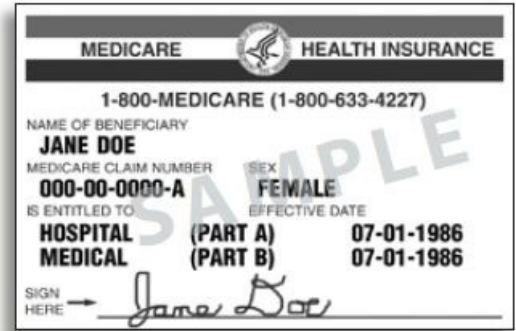 MEDICARE HEALTH INSURANCE
1-800-MEDICARE (1-800-633-4227)
NAME OF BENEFICIARY
JANE DOE
MEDICARE CLAIM NUMBER SEX
000-00-0000-A FEMALE
IS ENTITLED TO EFFECTIVE DATE
HOSPITAL (PART A) 07-01-1986
MEDICAL (PART B) 07-01-1986
SIGN HERE → Jane Doe
SAMPLE